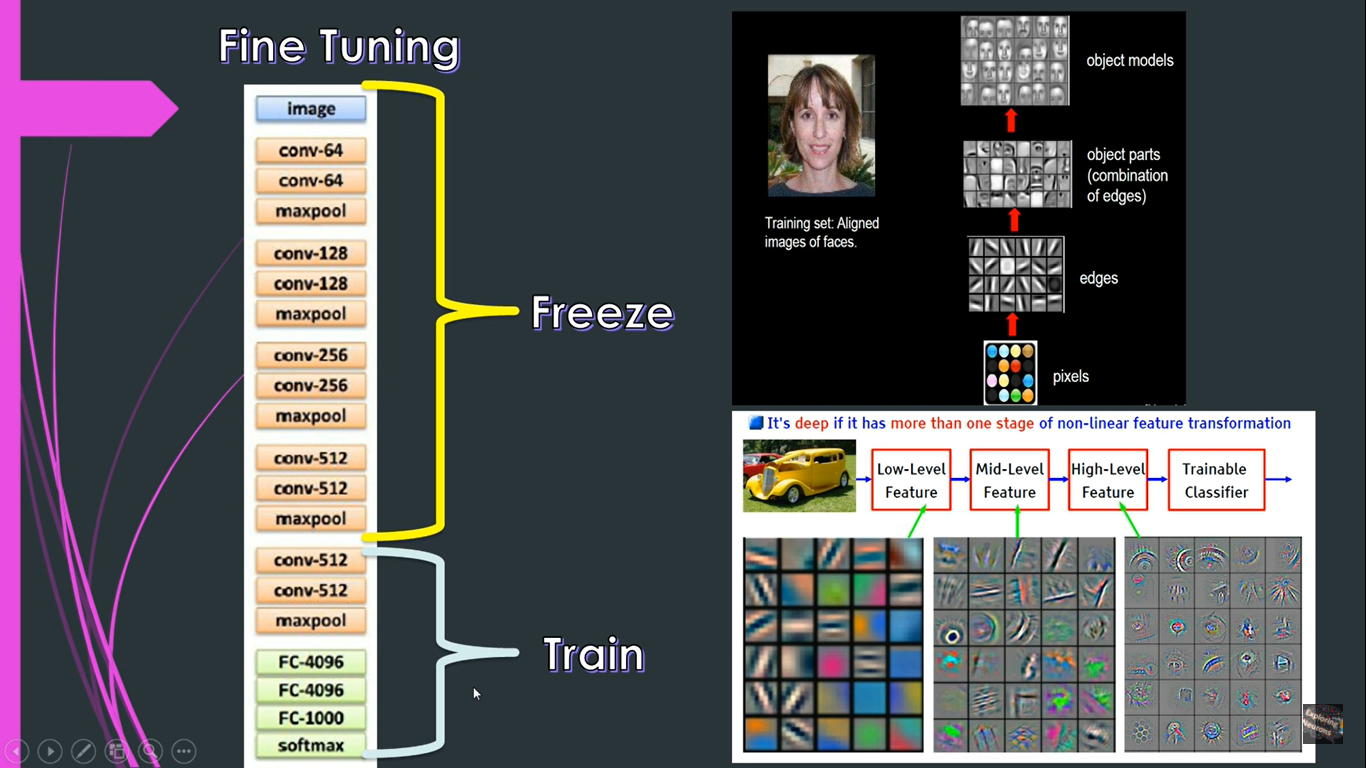 Fine Tuning
image
conv-64
conv-64
maxpool
conv-128
conv-128
maxpool
conv-256
conv-256
maxpool
conv-512
conv-512
maxpool
conv-512
conv-512
maxpool
FC-4096
FC-4096
FC-1000
softmax
Freeze
Train
Training set: Aligned
images of faces.
object models
object parts
(combination
of edges)
edges
pixels
It's deep if it has more than one stage of non-linear feature transformation
Low-Level
Feature
Mid-Level
Feature
High-Level
Feature
Trainable
Classifier
Exploring
Neurons